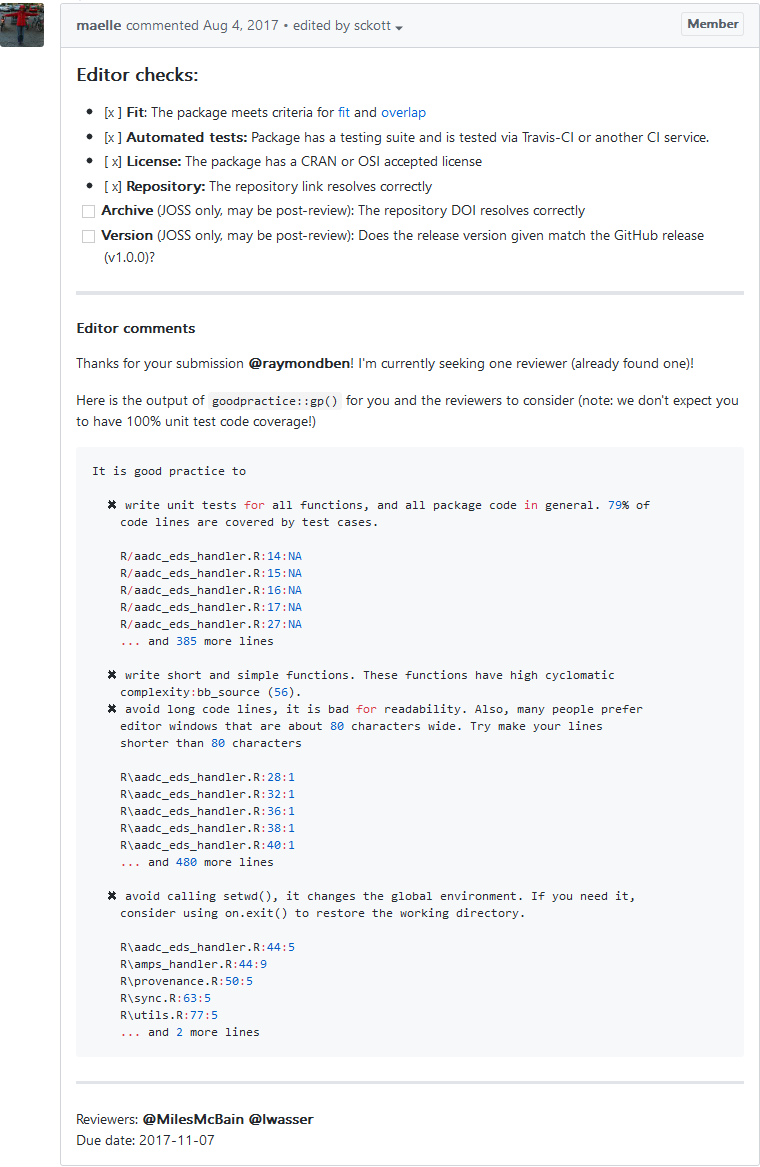 maelle commented Aug 4, 2017 • edited by sckott
Member
Editor checks:
[x ] Fit: The package meets criteria for fit and overlap
[x ] Automated tests: Package has a testing suite and is tested via Travis-CI or another CI service.
[ x] License: The package has a CRAN or OSI accepted license
[ x] Repository: The repository link resolves correctly
Archive (JOSS only, may be post-review): The repository DOI resolves correctly
Version (JOSS only, may be post-review): Does the release version given match the GitHub release
(v1.0.0)?
Editor comments
Thanks for your submission @raymondben! I'm currently seeking one reviewer (already found one)!
Here is the output of goodpractice::gp() for you and the reviewers to consider (note: we don't expect you
to have 100% unit test code coverage!)
It is good practice to
✖ write unit tests for all functions, and all package code in general. 79% of
code lines are covered by test cases.
R/aadc_eds_handler.R:14:NA
R/aadc_eds_handler.R:15:NA
R/aadc_eds_handler.R:16:NA
R/aadc_eds_handler.R:17:NA
R/aadc_eds_handler.R:27:NA
... and 385 more lines
✖ write short and simple functions. These functions have high cyclomatic
complexity:bb_source (56).
✖ avoid long code lines, it is bad for readability. Also, many people prefer
editor windows that are about 80 characters wide. Try make your lines
shorter than 80 characters
R\aadc_eds_handler.R:28:1
R\aadc_eds_handler.R:32:1
R\aadc_eds_handler.R:36:1
R\aadc_eds_handler.R:38:1
R\aadc_eds_handler.R:40:1
... and 480 more lines
✖ avoid calling setwd(), it changes the global environment. If you need it,
consider using on.exit() to restore the working directory.
R\aadc_eds_handler.R:44:5
R\amps_handler.R:44:9
R\provenance.R:50:5
R\sync.R:63:5
R\utils.R:77:5
... and 2 more lines
Reviewers: @MilesMcBain @lwasser
Due date: 2017-11-07